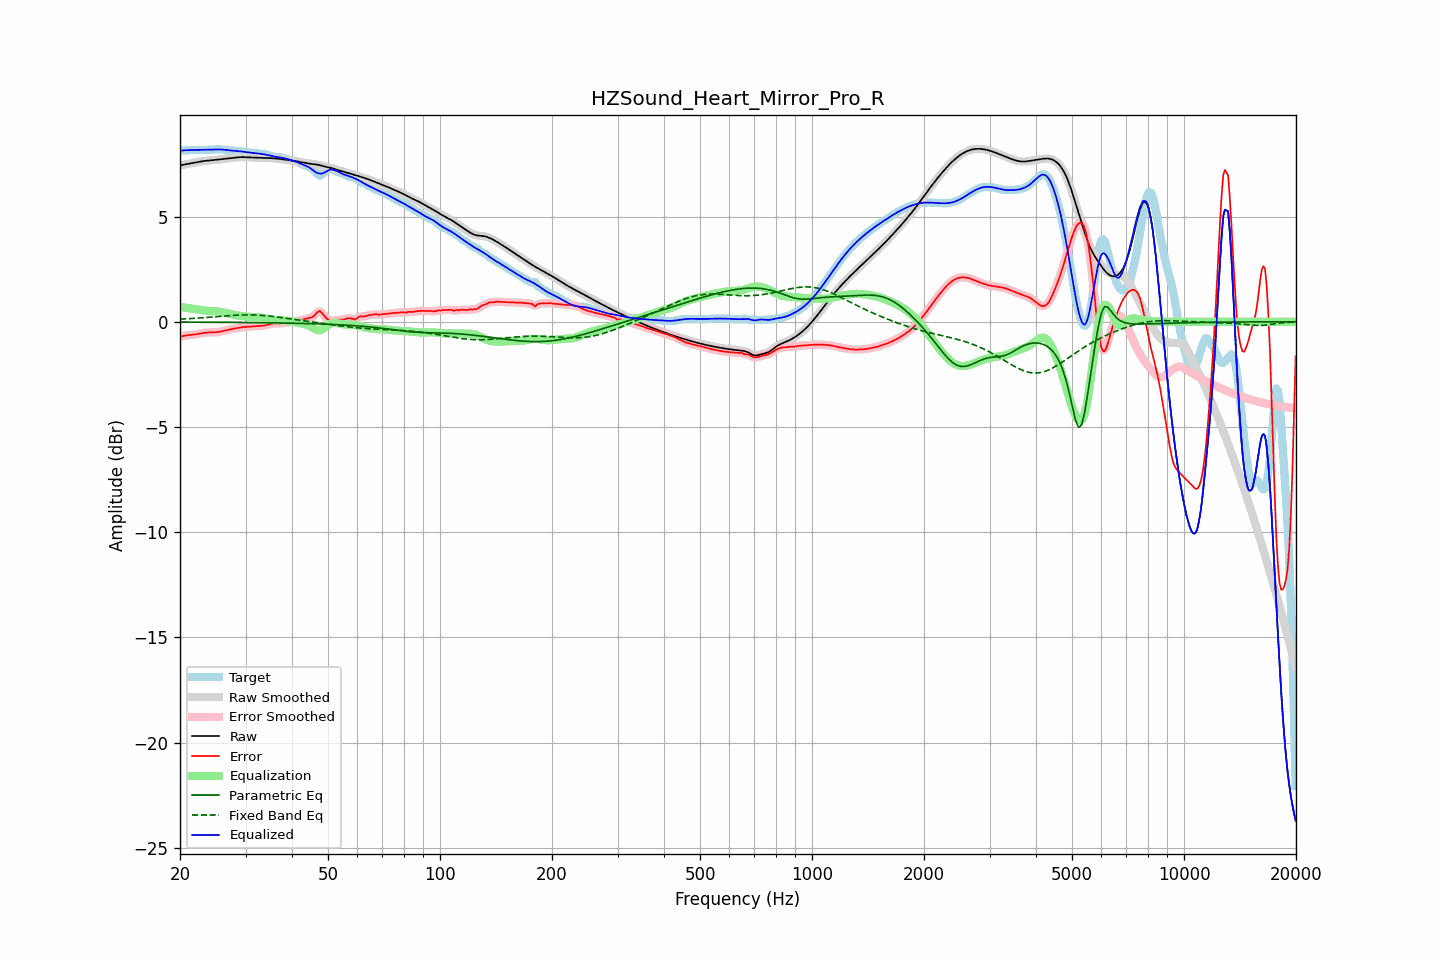 HZSound_Heart_Mirror_Pro_R
5
0
−5
−10
−15
−20
−25
Amplitude (dBr)
Target
Raw Smoothed
Error Smoothed
Raw
Error
Equalization
Parametric Eq
Fixed Band Eq
Equalized
20 50 100 200 500 1000 2000 5000 10000 20000
Frequency (Hz)